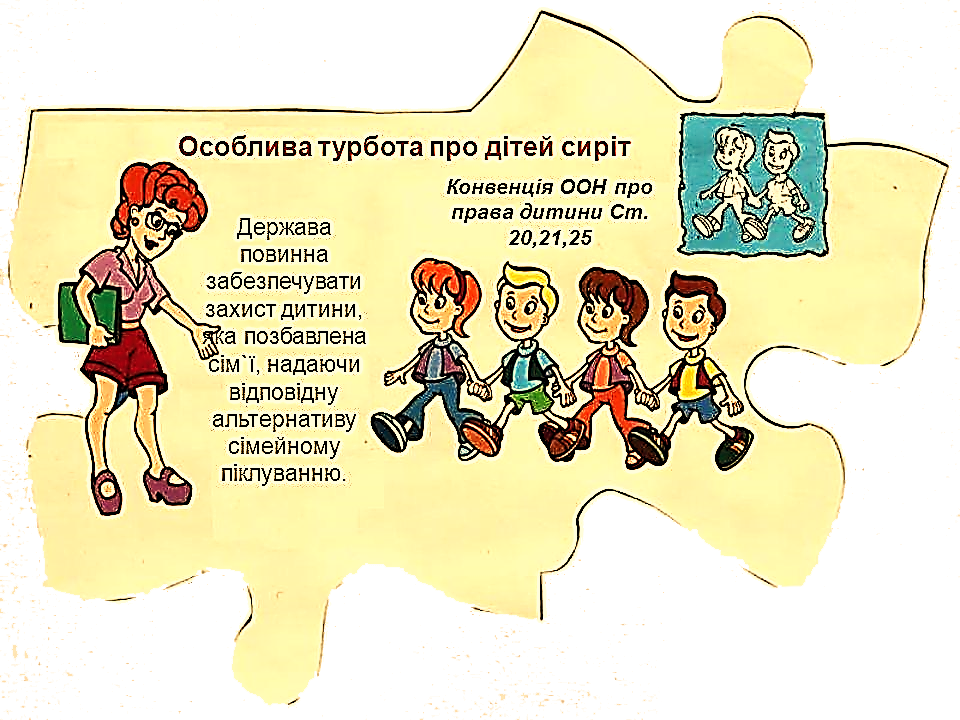 Особлива турбота про дітей сиріт
Конвенція ООН про
права дитини Ст.
20,21,25
Держава
повинна
забезпечувати
захист дитини,
яка позбавлена
сім`ї, надаючи
відповідну
альтернативу
сімейному
піклуванню.